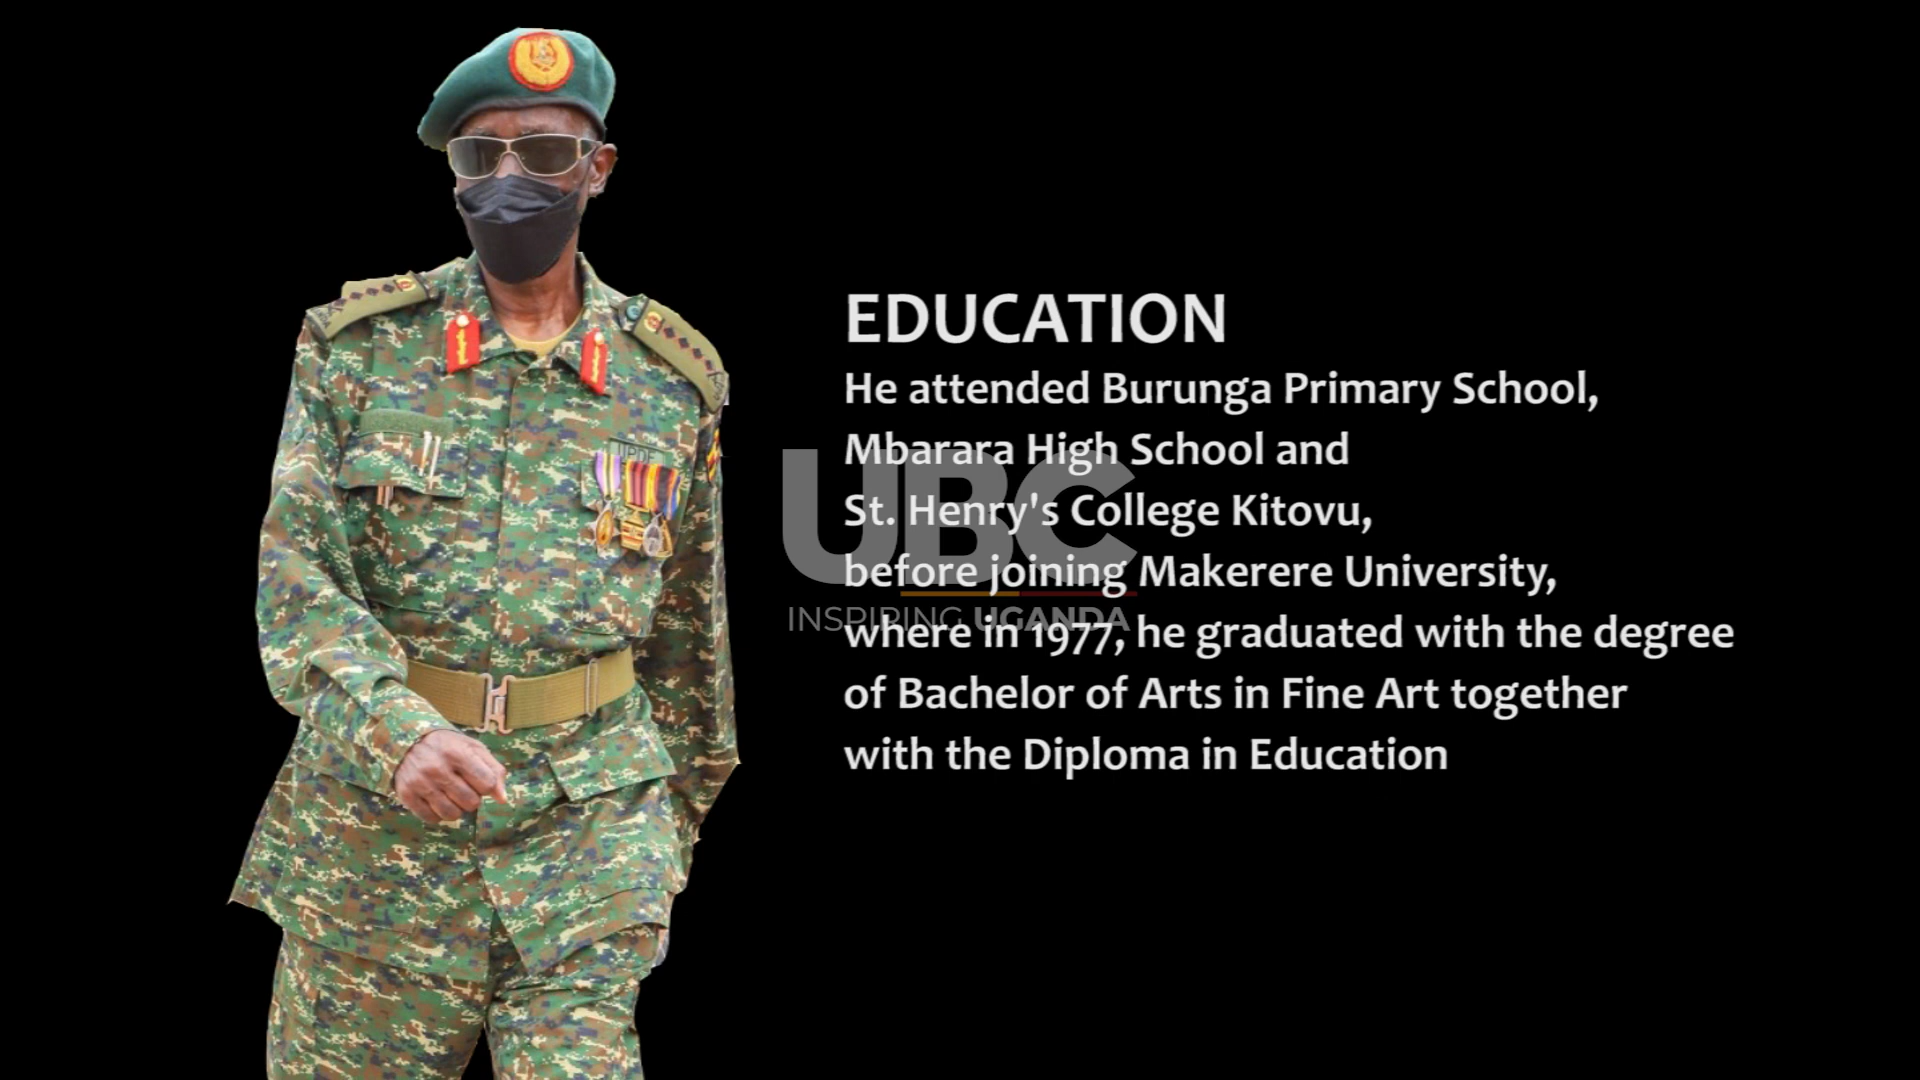 EDUCATION
He attended Burunga Primary School,
Mbarara High School and
St. Henry's College Kitovu,
before joining Makerere University,
where in 1977, he graduated with the degree
of Bachelor of Arts in Fine Art together
with the Diploma in Education
UBC
INSPIRING UGANDA
UPDF